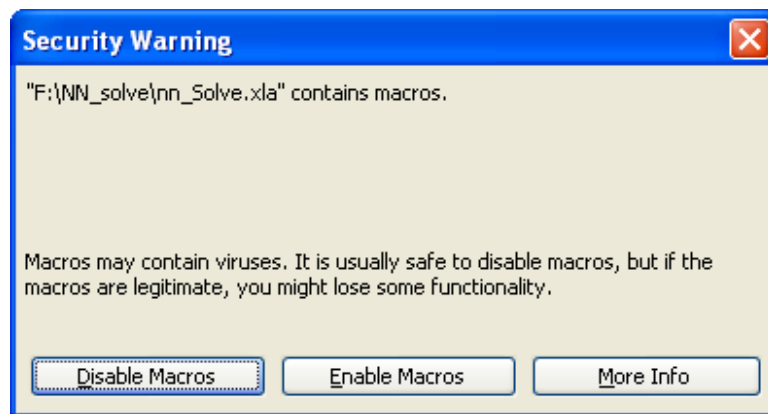 Security Warning
"F:\NN_solve\nn_Solve.xla" contains macros.
Macros may contain viruses. It is usually safe to disable macros, but if the
macros are legitimate, you might lose some functionality.
Disable Macros Enable Macros More Info